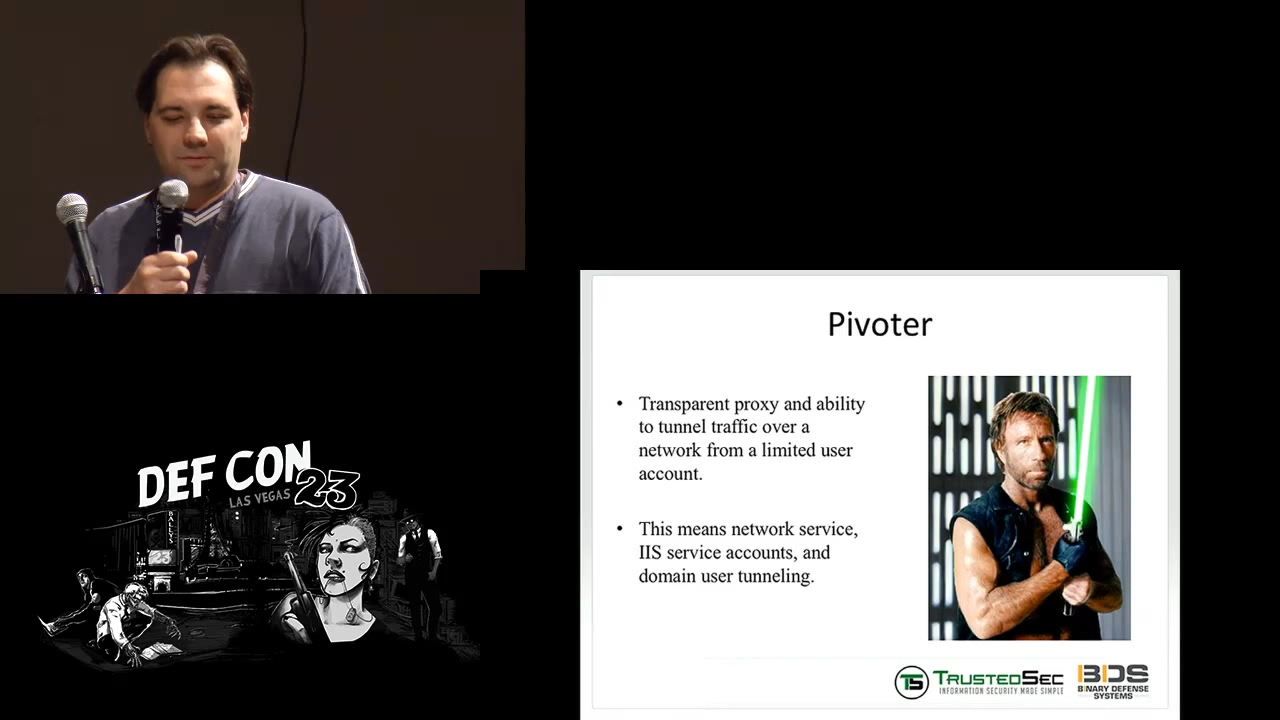 DEF CON 23
LAS VEGAS
BALLYS
Pivoter
• Transparent proxy and ability
to tunnel traffic over a
network from a limited user
account.
• This means network service,
IIS service accounts, and
domain user tunneling.
TS TRUSTEDSEC
INFORMATION SECURITY MADE SIMPLE
BDS
BINARY DEFENSE
SYSTEMS